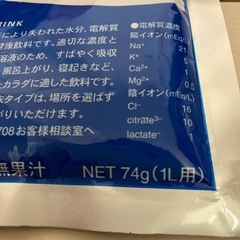 RINK
により失われた水分、電解質
健康飲料です。適切な濃度と
溶液のため、すばやく吸収
風呂上がり、寝起きなど、
カラダに適した飲料です。
タイプは、場所を選ばず
がりいただけます。
708お客様相談室へ
無果汁
●電解質濃度
陽イオン(mEq/L)
Na⁺ 21
K⁺ 5
Ca²⁺ 1
Mg²⁺ 0.5
陰イオン(mEq/L)
Cl⁻ 16
citrate³⁻ 10
lactate⁻ 1
NET 74g(1L用)